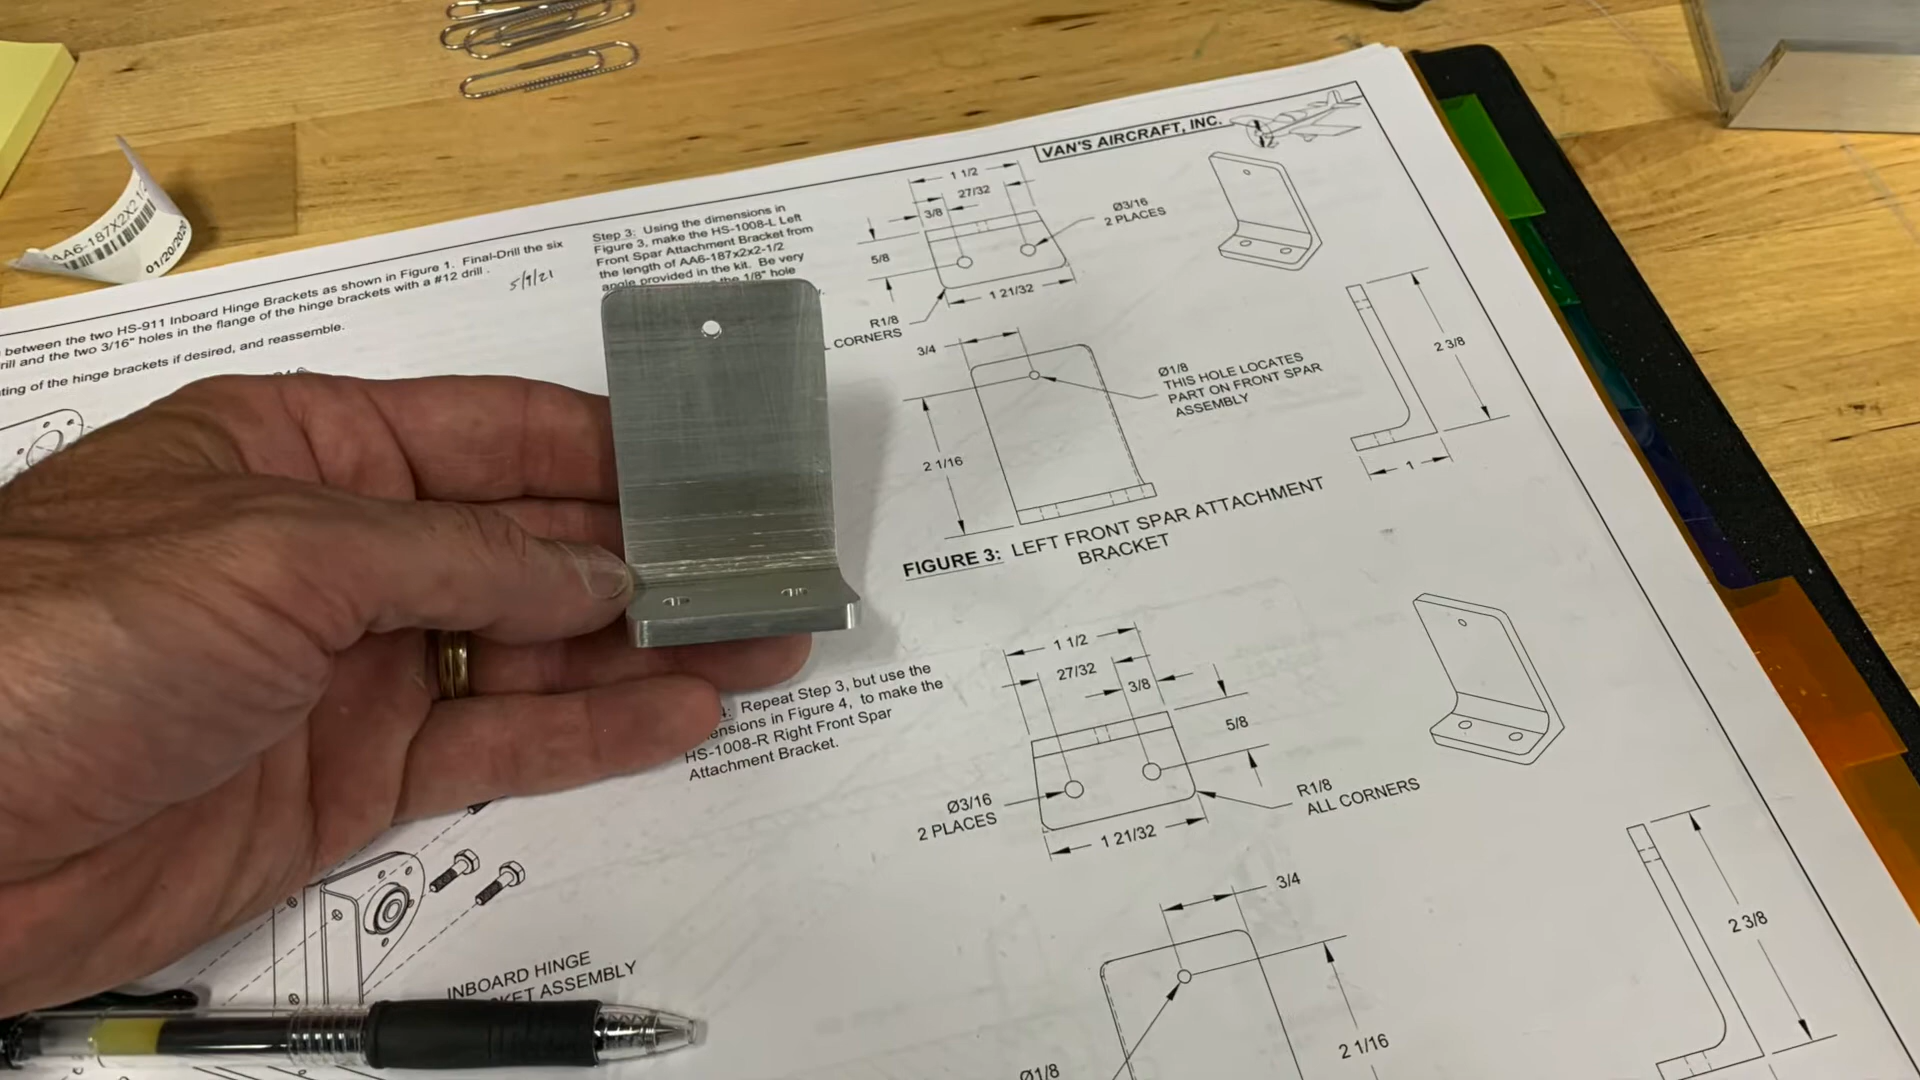 VAN'S AIRCRAFT, INC.
AA6-187X2X2 1/2
01/20/2020
between the two HS-911 Inboard Hinge Brackets as shown in Figure 1. Final-Drill the six
rill and the two 3/16" holes in the flange of the hinge brackets with a #12 drill.
ting of the hinge brackets if desired, and reassemble.
5/9/21
Step 3: Using the dimensions in
Figure 3, make the HS-1008-L Left
Front Spar Attachment Bracket from
the length of AA6-187x2x2-1/2
angle provided in the kit. Be very
the 1/8" hole
1 1/2
27/32
3/8
Ø3/16
2 PLACES
5/8
1 21/32
R1/8
CORNERS
3/4
Ø1/8
THIS HOLE LOCATES
PART ON FRONT SPAR
ASSEMBLY
2 1/16
2 3/8
1
FIGURE 3: LEFT FRONT SPAR ATTACHMENT
BRACKET
4: Repeat Step 3, but use the
ensions in Figure 4, to make the
HS-1008-R Right Front Spar
Attachment Bracket.
1 1/2
27/32
3/8
5/8
Ø3/16
2 PLACES
R1/8
ALL CORNERS
1 21/32
3/4
2 3/8
2 1/16
Ø1/8
INBOARD HINGE
KET ASSEMBLY